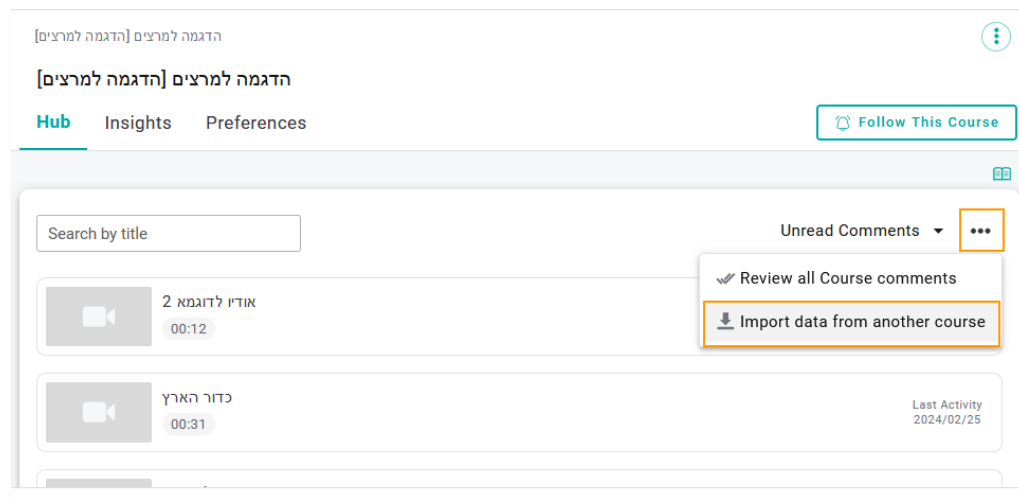 הדגמה למרצים [הדגמה למרצים]
הדגמה למרצים [הדגמה למרצים]
Hub Insights Preferences
Follow This Course
Search by title
Unread Comments
Review all Course comments
Import data from another course
אודיו לדוגמא 2
00:12
כדור הארץ
00:31
Last Activity
2024/02/25